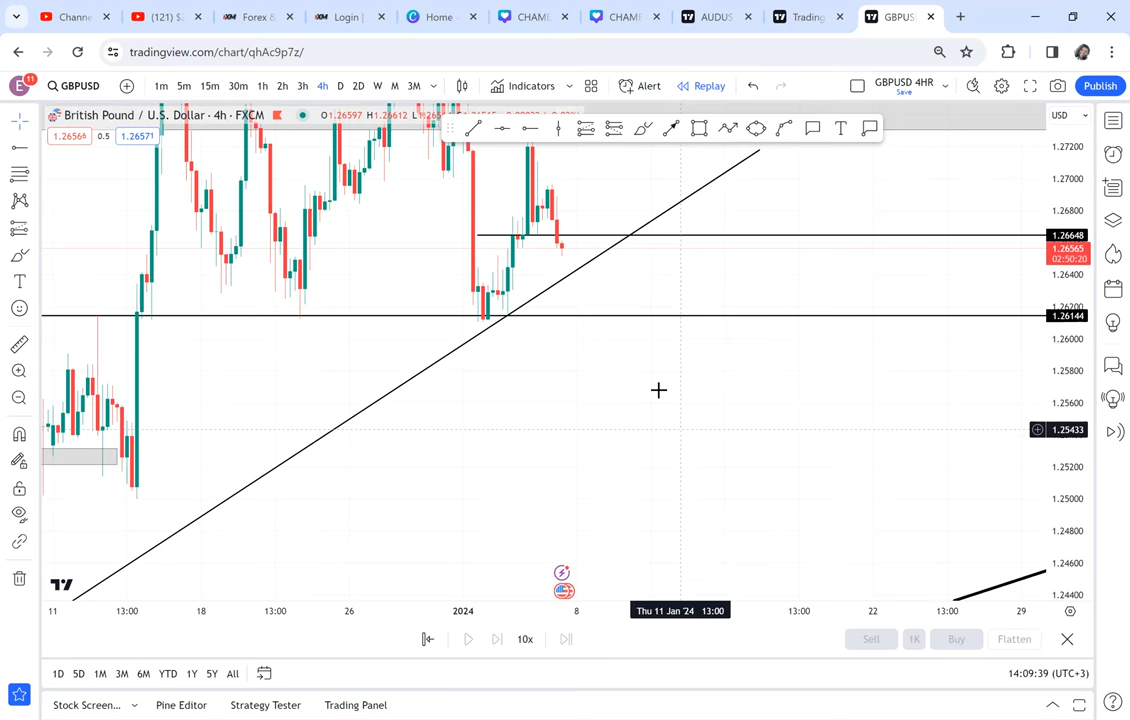 Channe
(121) $
Forex &
Login |
Home -
CHAME
CHAME
AUDUS
Trading
GBPUS
tradingview.com/chart/qhAc9p7z/
E 11 GBPUSD 1m 5m 15m 30m 1h 2h 3h 4h D 2D W M 3M Indicators Alert Replay GBPUSD 4HR Save Publish
British Pound / U.S. Dollar · 4h · FXCM O1.26597 H1.26612
1.26566 0.5 1.26571
USD
1.27200
1.27000
1.26800
1.26648
1.26565
02:50:20
1.26400
1.26200
1.26144
1.26000
1.25800
1.25600
1.25433
1.25200
1.25000
1.24800
1.24600
1.24400
11 13:00 18 13:00 26 2024 8 Thu 11 Jan '24 13:00 13:00 22 13:00 29
10x Sell 1K Buy Flatten
1D 5D 1M 3M 6M YTD 1Y 5Y All 14:09:39 (UTC+3)
Stock Screen... Pine Editor Strategy Tester Trading Panel